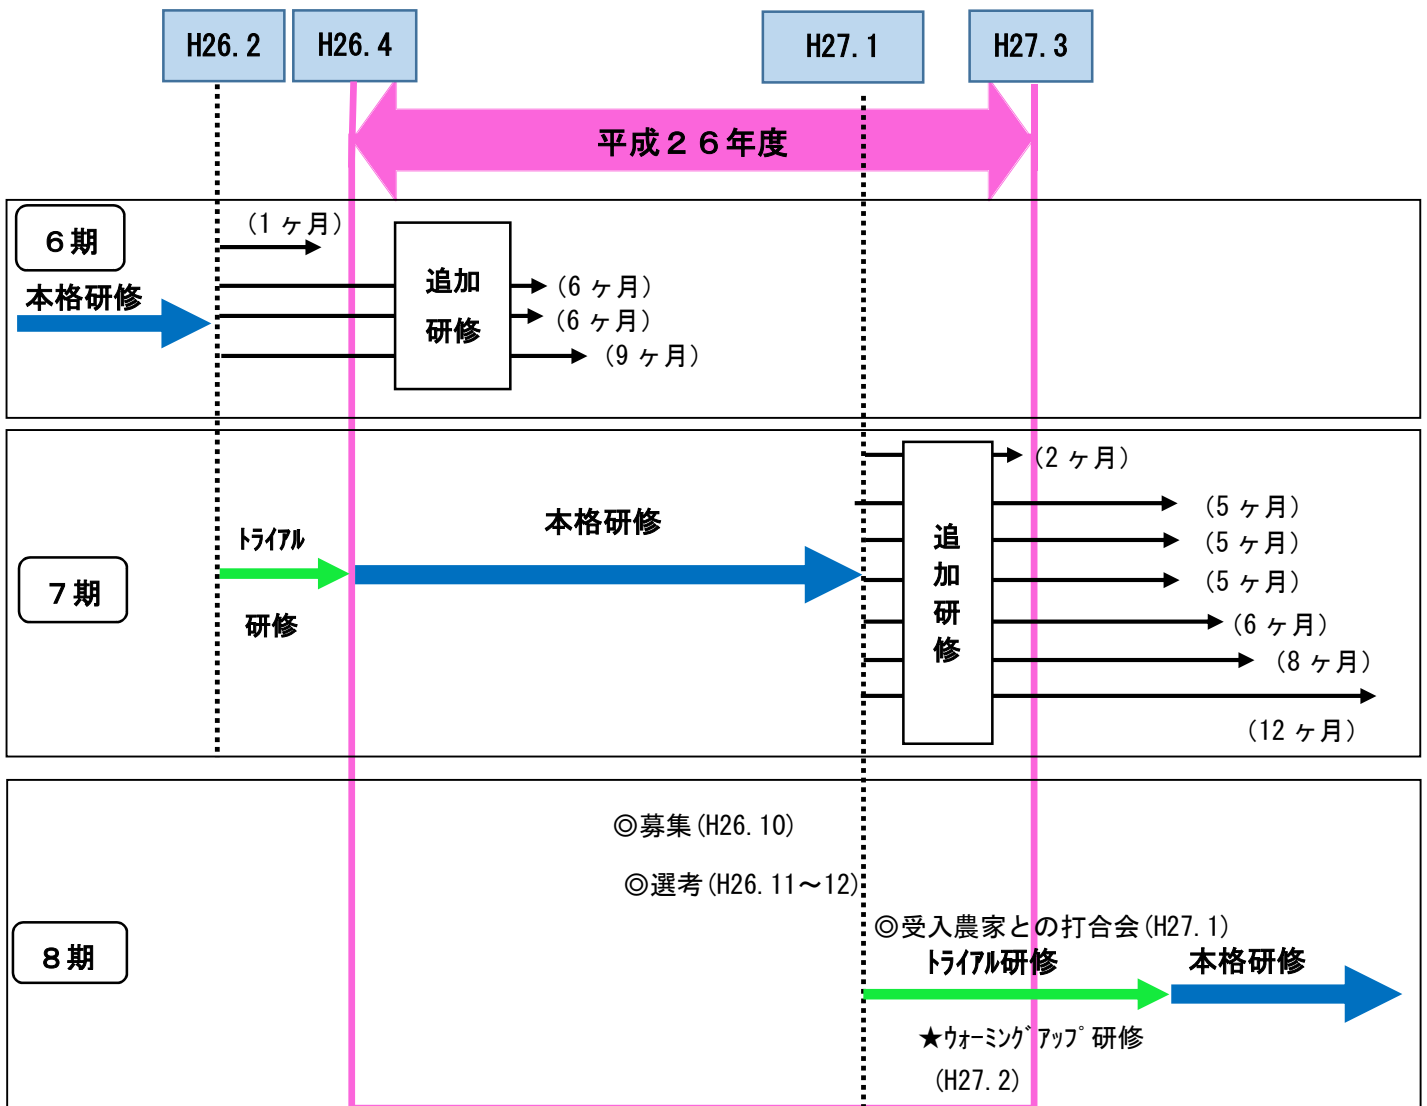 H26.2
H26.4
H27.1
H27.3
平成２６年度
６期
(1 ヶ月)
本格研修
追加
研修
(6 ヶ月)
(6 ヶ月)
(9 ヶ月)
７期
ﾄﾗｲｱﾙ
研修
本格研修
追
加
研
修
(2 ヶ月)
(5 ヶ月)
(5 ヶ月)
(5 ヶ月)
(6 ヶ月)
(8 ヶ月)
(12 ヶ月)
８期
◎募集(H26.10)
◎選考(H26.11～12)
◎受入農家との打合会(H27.1)
ﾄﾗｲｱﾙ研修
本格研修
★ｳｫｰﾐﾝｸﾞｱｯﾌﾟ研修
(H27.2)